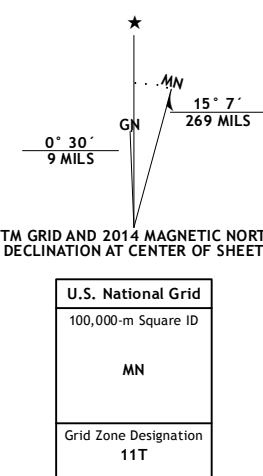 ★
MN
GN
15° 7´
269 MILS
0° 30´
9 MILS
TM GRID AND 2014 MAGNETIC NORT
DECLINATION AT CENTER OF SHEET
U.S. National Grid
100,000-m Square ID
MN
Grid Zone Designation
11T